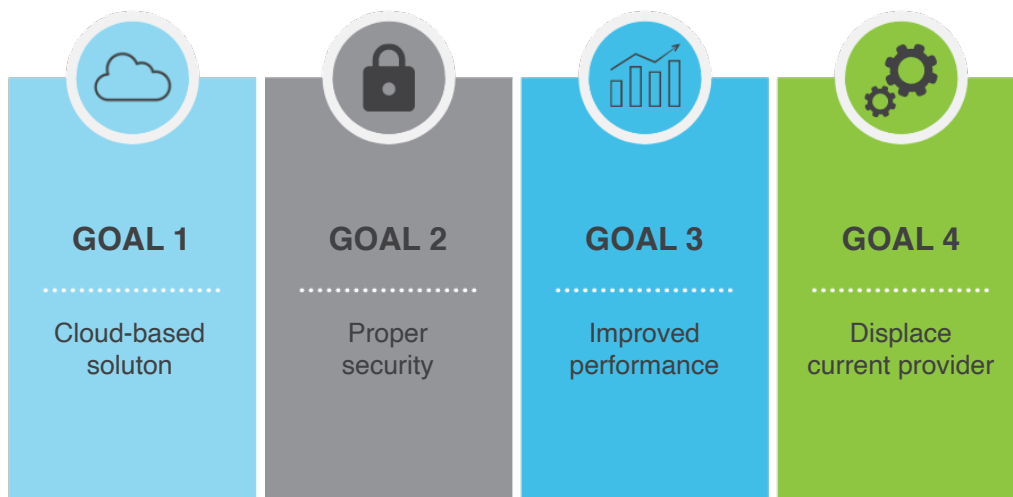 GOAL 1
Cloud-based
soluton
GOAL 2
Proper
security
GOAL 3
Improved
performance
GOAL 4
Displace
current provider